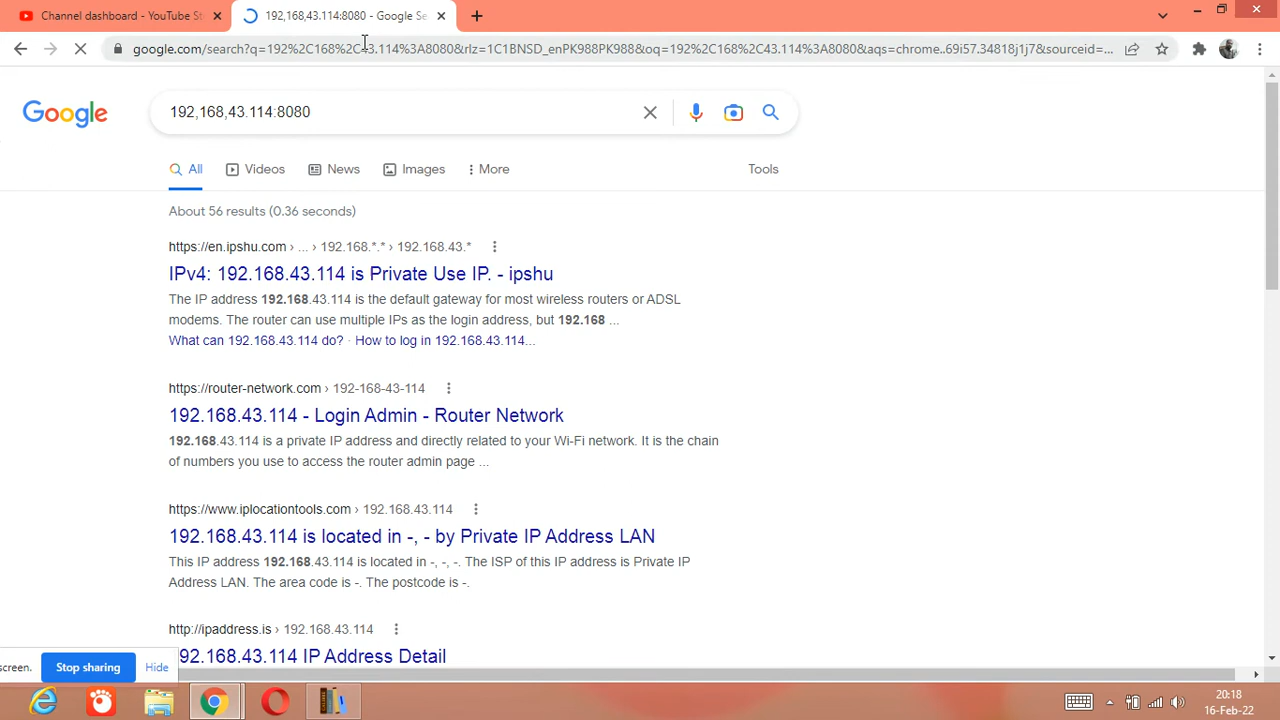 Channel dashboard - YouTube St
192,168,43.114:8080 - Google Se
google.com/search?q=192%2C168%2C43.114%3A8080&rlz=1C1BNSD_enPK988PK988&oq=192%2C168%2C43.114%3A8080&aqs=chrome..69i57.34818j1j7&sourceid=...
Google
192,168,43.114:8080
All
Videos
News
Images
More
Tools
About 56 results (0.36 seconds)
https://en.ipshu.com › ... › 192.168.*.* › 192.168.43.*
IPv4: 192.168.43.114 is Private Use IP. - ipshu
The IP address 192.168.43.114 is the default gateway for most wireless routers or ADSL
modems. The router can use multiple IPs as the login address, but 192.168 ...
What can 192.168.43.114 do? · How to log in 192.168.43.114...
https://router-network.com › 192-168-43-114
192.168.43.114 - Login Admin - Router Network
192.168.43.114 is a private IP address and directly related to your Wi-Fi network. It is the chain
of numbers you use to access the router admin page ...
https://www.iplocationtools.com › 192.168.43.114
192.168.43.114 is located in -, - by Private IP Address LAN
This IP address 192.168.43.114 is located in -, -, -. The ISP of this IP address is Private IP
Address LAN. The area code is -. The postcode is -.
http://ipaddress.is › 192.168.43.114
92.168.43.114 IP Address Detail
screen.
Stop sharing
Hide
20:18
16-Feb-22